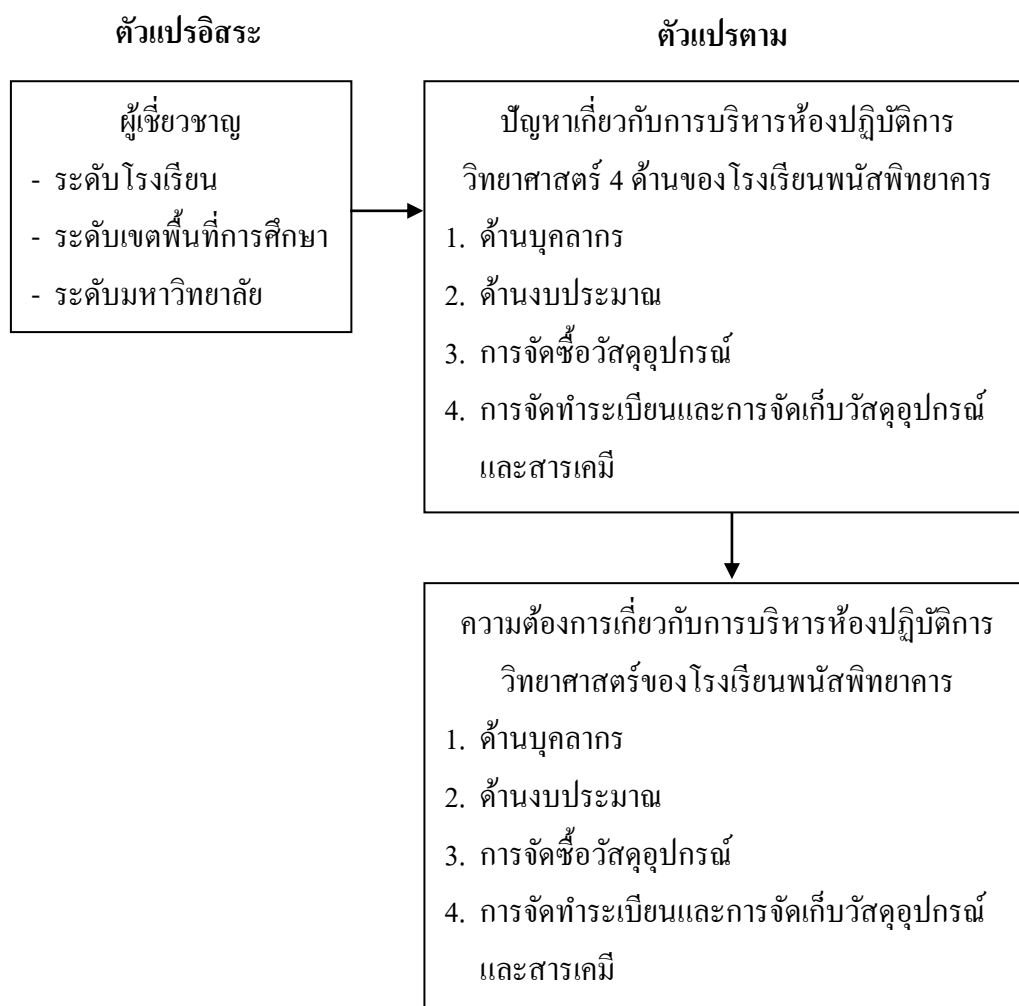 ตัวแปรอิสระ
ตัวแปรตาม
ผู้เชี่ยวชาญ
- ระดับโรงเรียน
- ระดับเขตพื้นที่การศึกษา
- ระดับมหาวิทยาลัย
ปัญหาเกี่ยวกับการบริหารห้องปฏิบัติการ
วิทยาศาสตร์ 4 ด้านของโรงเรียนพนัสพิทยาคาร
1. ด้านบุคลากร
2. ด้านงบประมาณ
3. การจัดซื้อวัสดุอุปกรณ์
4. การจัดทำระเบียนและการจัดเก็บวัสดุอุปกรณ์
และสารเคมี
ความต้องการเกี่ยวกับการบริหารห้องปฏิบัติการ
วิทยาศาสตร์ของโรงเรียนพนัสพิทยาคาร
1. ด้านบุคลากร
2. ด้านงบประมาณ
3. การจัดซื้อวัสดุอุปกรณ์
4. การจัดทำระเบียนและการจัดเก็บวัสดุอุปกรณ์
และสารเคมี